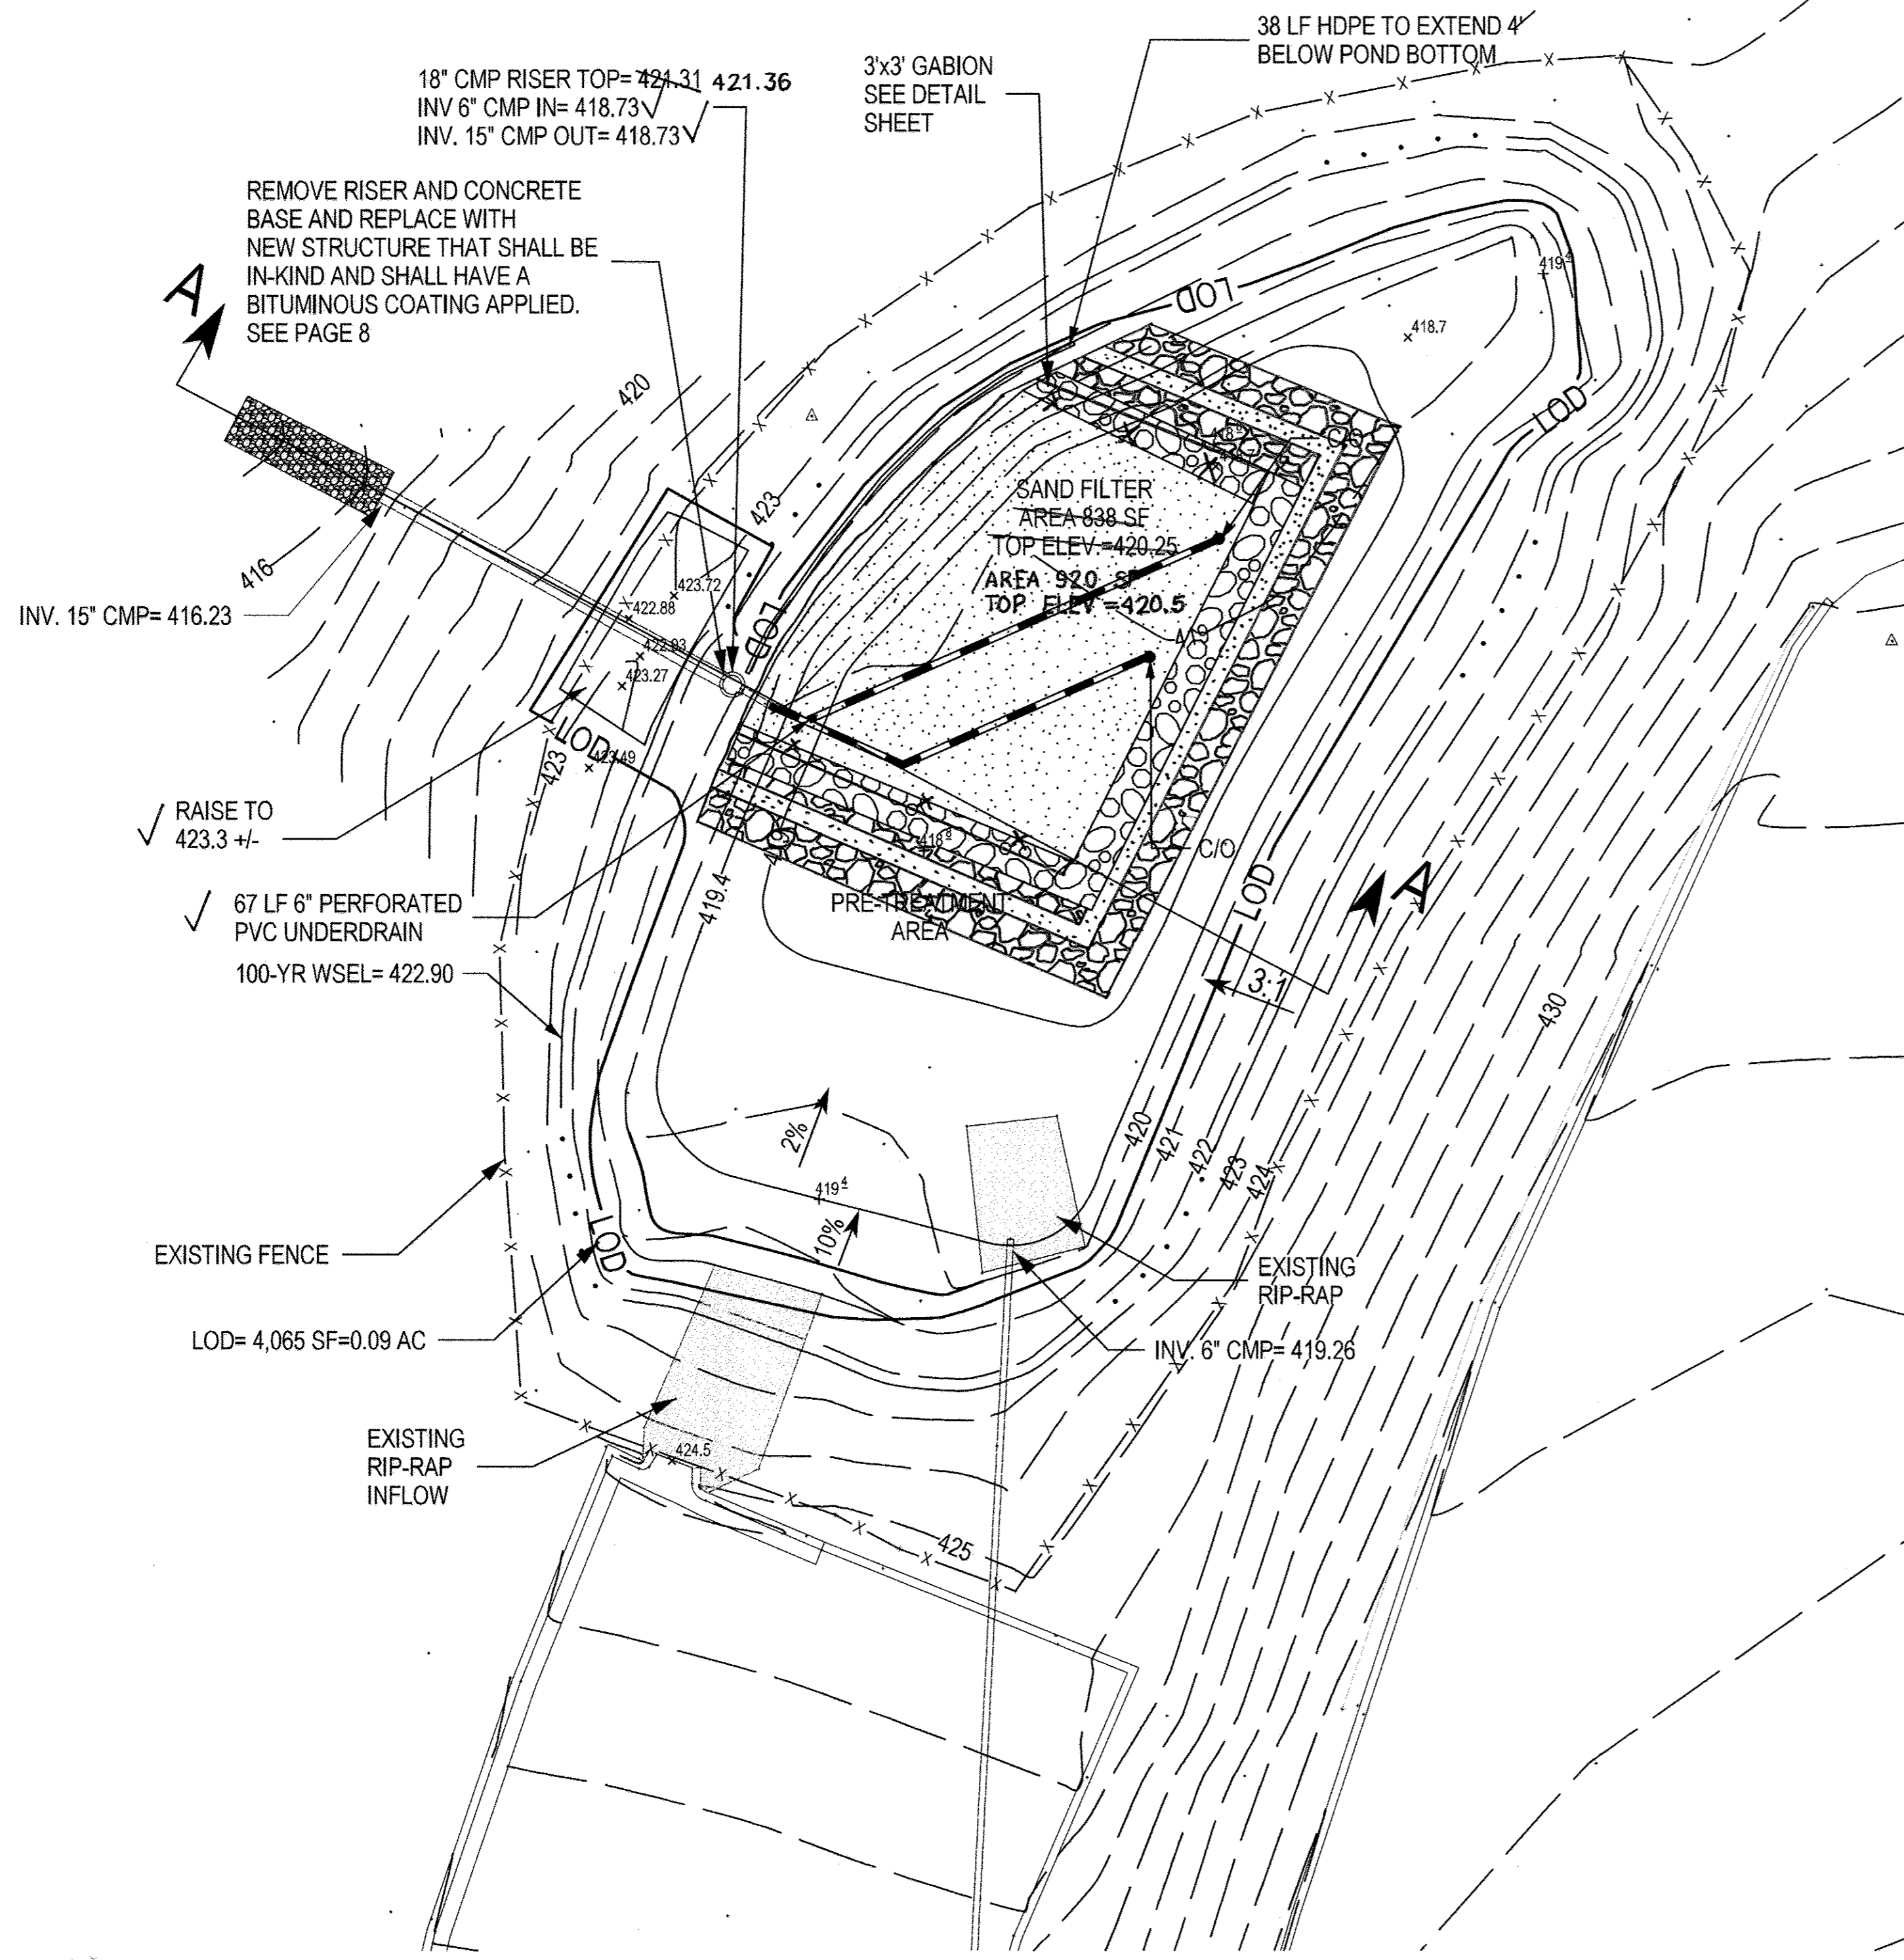 38 LF HDPE TO EXTEND 4'
BELOW POND BOTTOM
18" CMP RISER TOP= 421.31 421.36
INV 6" CMP IN= 418.73 √
INV. 15" CMP OUT= 418.73 √
3'x3' GABION
SEE DETAIL
SHEET
REMOVE RISER AND CONCRETE
BASE AND REPLACE WITH
NEW STRUCTURE THAT SHALL BE
IN-KIND AND SHALL HAVE A
BITUMINOUS COATING APPLIED.
SEE PAGE 8
A
LOD
419.4
418.7
420
LOD
C/O
423
SAND FILTER
AREA 838 SF
TOP ELEV =420.25
AREA 920 SF
TOP ELEV =420.5
416
INV. 15" CMP= 416.23
423.72
422.88
LOD
422.93
423.27
419
LOD
423
423.49
√ RAISE TO
423.3 +/-
418.8
C/O
419.4
LOD
A
√ 67 LF 6" PERFORATED
PVC UNDERDRAIN
PRE-TREATMENT
AREA
100-YR WSEL= 422.90
3:1
430
2%
420
421
422
423
424
419.4
10%
EXISTING FENCE
LOD
EXISTING
RIP-RAP
LOD= 4,065 SF=0.09 AC
INV. 6" CMP= 419.26
EXISTING
RIP-RAP
INFLOW
424.5
425